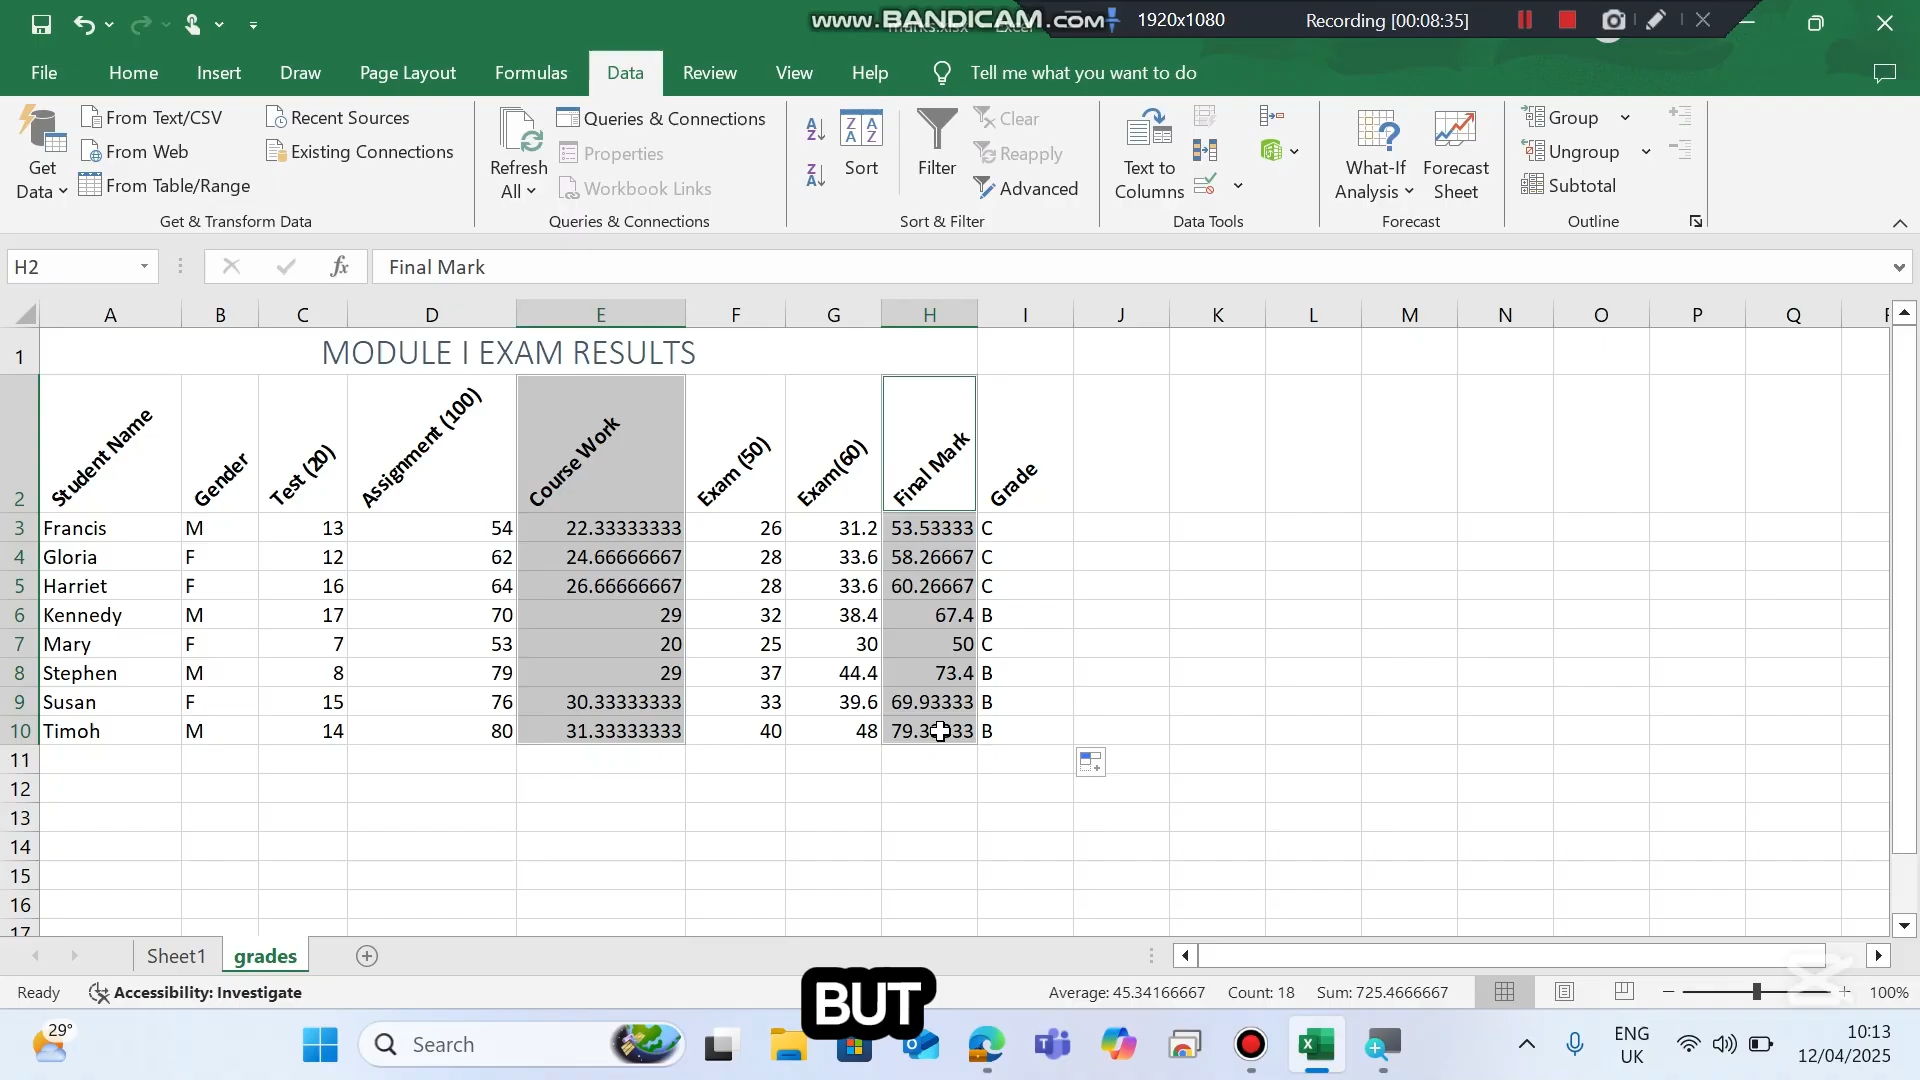 www.BANDICAM.com
1920x1080
Recording [00:08:35]
File Home Insert Draw Page Layout Formulas Data Review View Help Tell me what you want to do
Get Data
From Text/CSV
From Web
From Table/Range
Recent Sources
Existing Connections
Get & Transform Data
Refresh All
Queries & Connections
Properties
Workbook Links
Queries & Connections
Sort
Filter
Clear
Reapply
Advanced
Sort & Filter
Text to Columns
Data Tools
What-If Analysis
Forecast Sheet
Forecast
Group
Ungroup
Subtotal
Outline
H2
fx
Final Mark
A B C D E F G H I J K L M N O P Q
1 MODULE I EXAM RESULTS
2 Student Name Gender Test (20) Assignment (100) Course Work Exam (50) Exam(60) Final Mark Grade
3 Francis M 13 54 22.33333333 26 31.2 53.53333 C
4 Gloria F 12 62 24.66666667 28 33.6 58.26667 C
5 Harriet F 16 64 26.66666667 28 33.6 60.26667 C
6 Kennedy M 17 70 29 32 38.4 67.4 B
7 Mary F 7 53 20 25 30 50 C
8 Stephen M 8 79 29 37 44.4 73.4 B
9 Susan F 15 76 30.33333333 33 39.6 69.93333 B
10 Timoh M 14 80 31.33333333 40 48 79.33333 B
11
12
13
14
15
16
17
Sheet1 grades
Ready Accessibility: Investigate Average: 45.34166667 Count: 18 Sum: 725.4666667 100%
BUT
29°
Search
ENG
UK
10:13
12/04/2025